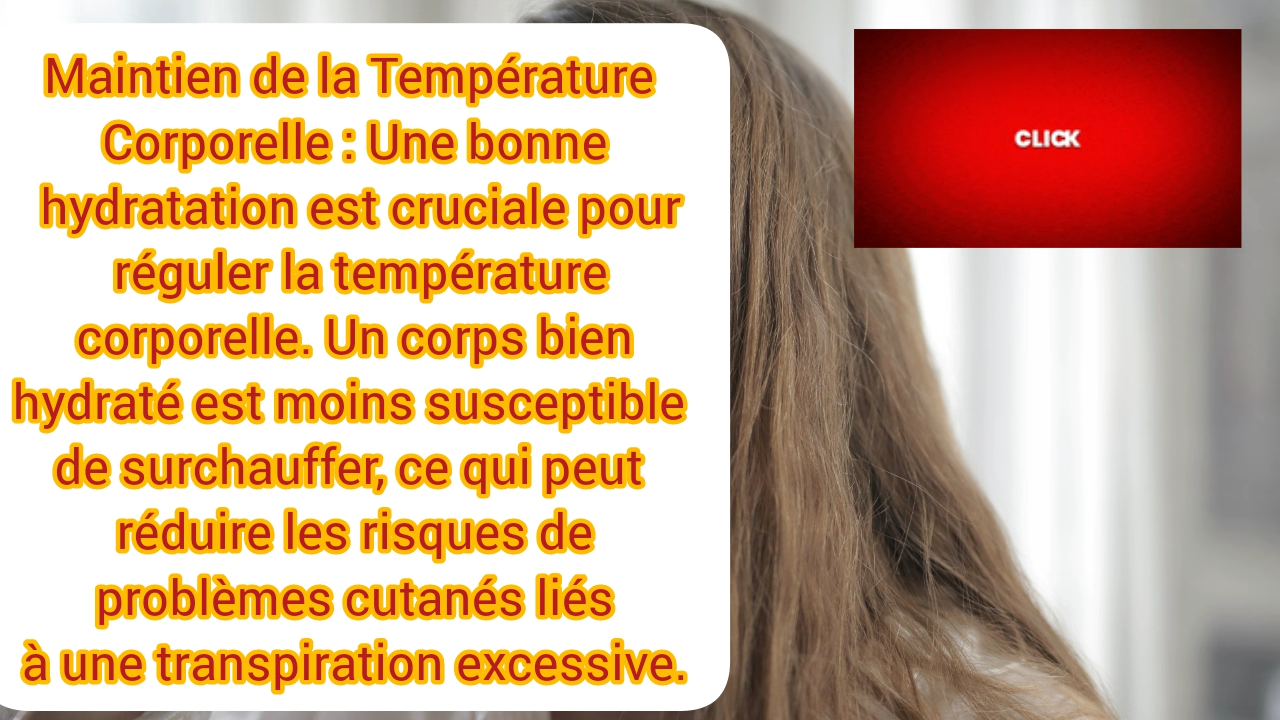 Maintien de la Température
Corporelle : Une bonne
hydratation est cruciale pour
réguler la température
corporelle. Un corps bien
hydraté est moins susceptible
de surchauffer, ce qui peut
réduire les risques de
problèmes cutanés liés
à une transpiration excessive.
CLICK